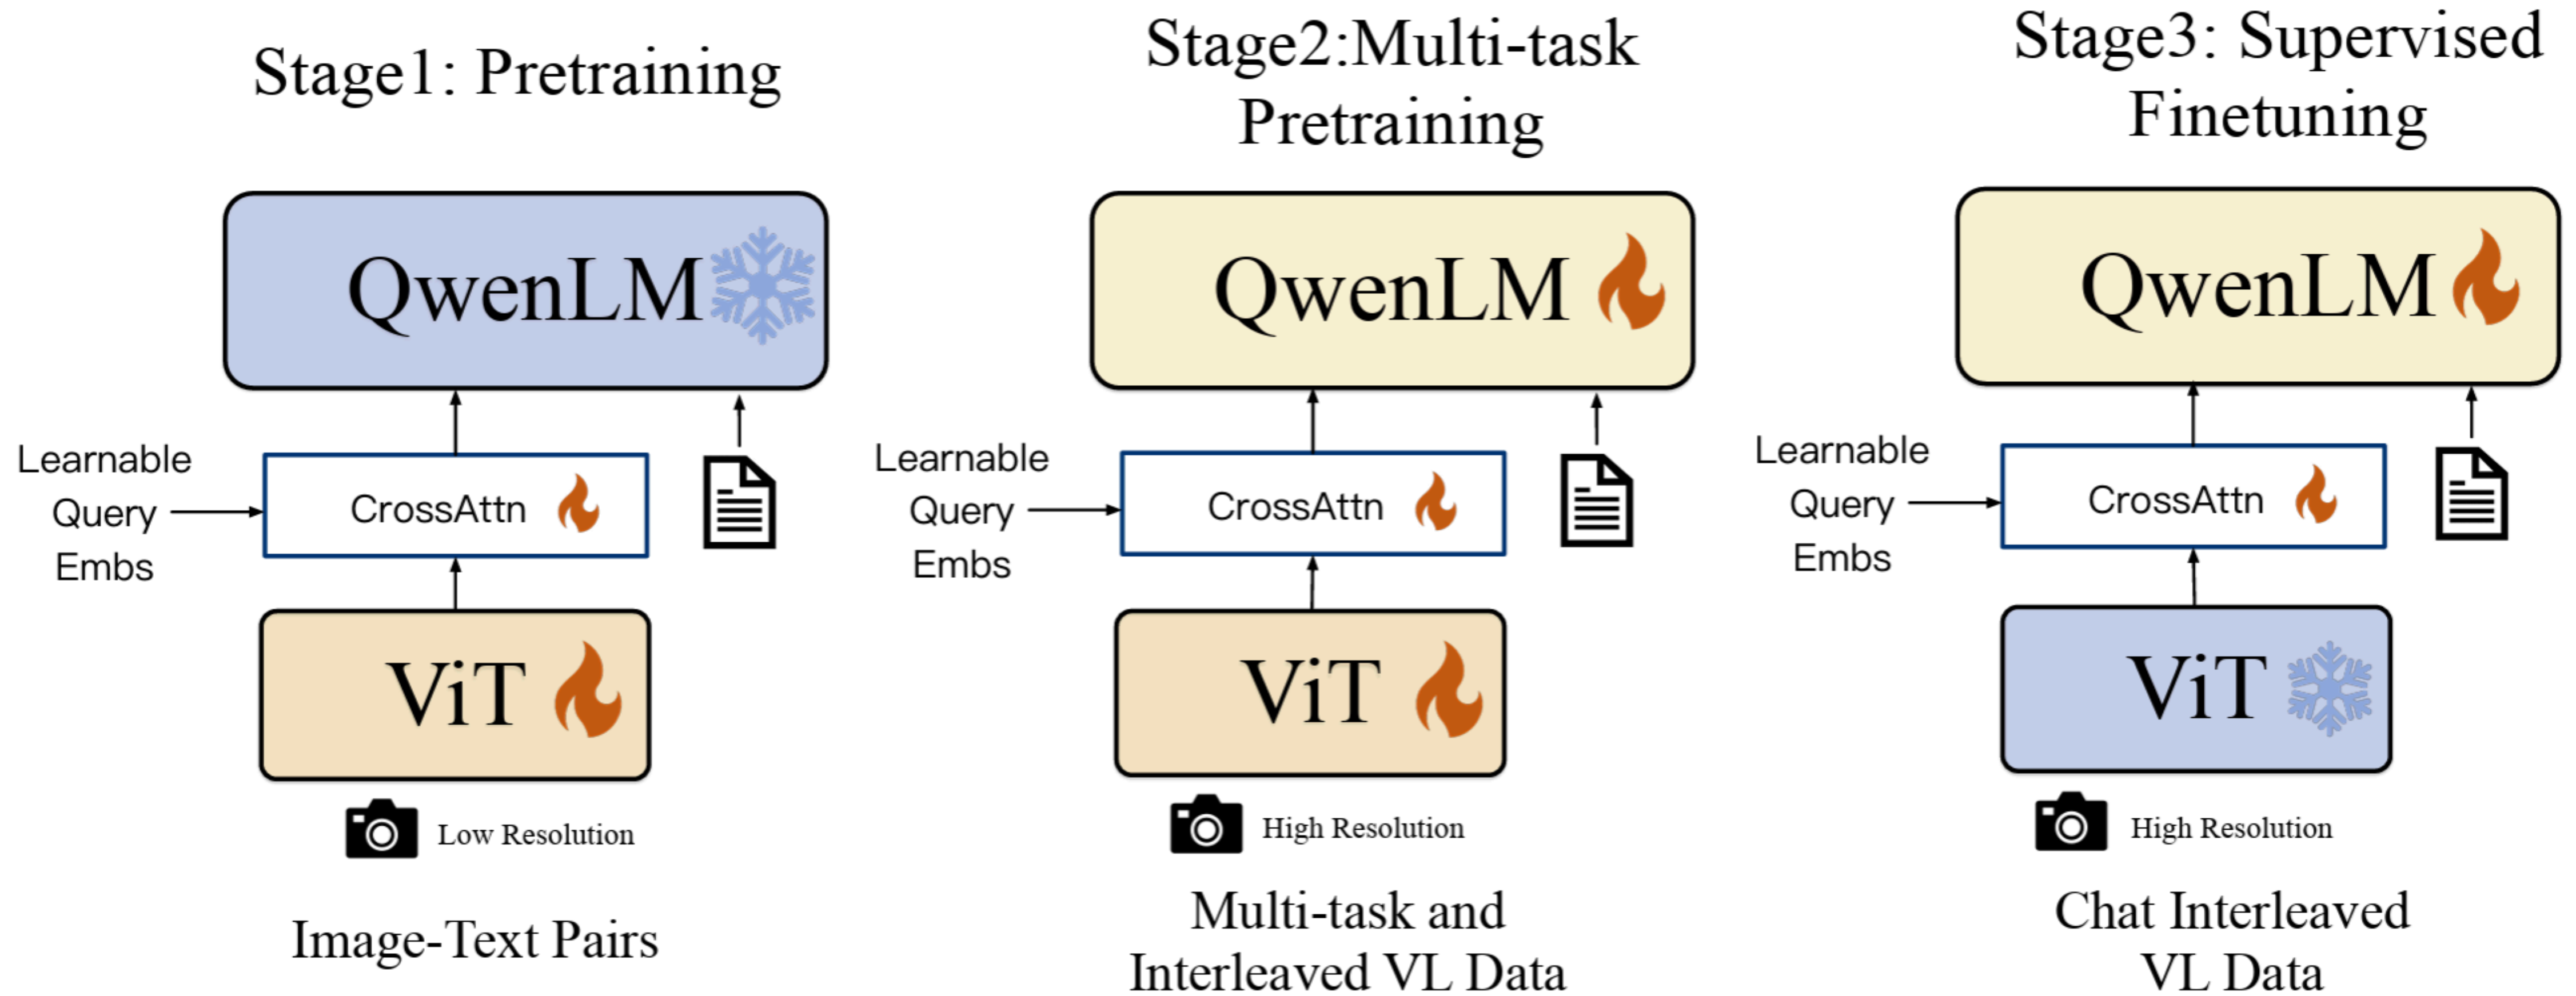 Stage1: Pretraining
QwenLM
Learnable
Query
Embs
CrossAttn
ViT
Low Resolution
Image-Text Pairs
Stage2:Multi-task
Pretraining
QwenLM
Learnable
Query
Embs
CrossAttn
ViT
High Resolution
Multi-task and
Interleaved VL Data
Stage3: Supervised
Finetuning
QwenLM
Learnable
Query
Embs
CrossAttn
ViT
High Resolution
Chat Interleaved
VL Data